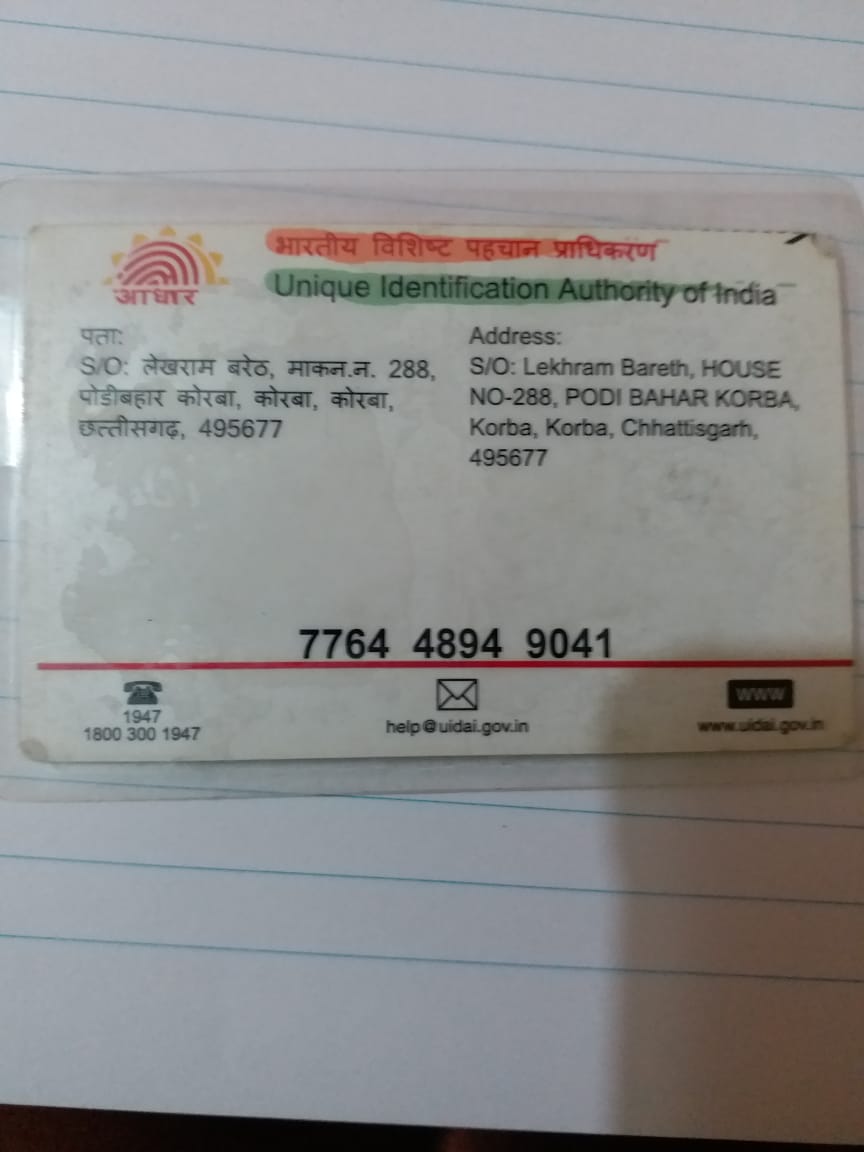 भारतीय विशिष्ट पहचान प्राधिकरण
Unique Identification Authority of India
आधार
पता:
S/O: लेखराम बरेठ, माकन.न. 288,
पोडीबहार कोरबा, कोरबा, कोरबा,
छत्तीसगढ़, 495677
Address:
S/O: Lekhram Bareth, HOUSE
NO-288, PODI BAHAR KORBA,
Korba, Korba, Chhattisgarh,
495677
7764 4894 9041
1947
1800 300 1947
help@uidai.gov.in
www
www.uidai.gov.in